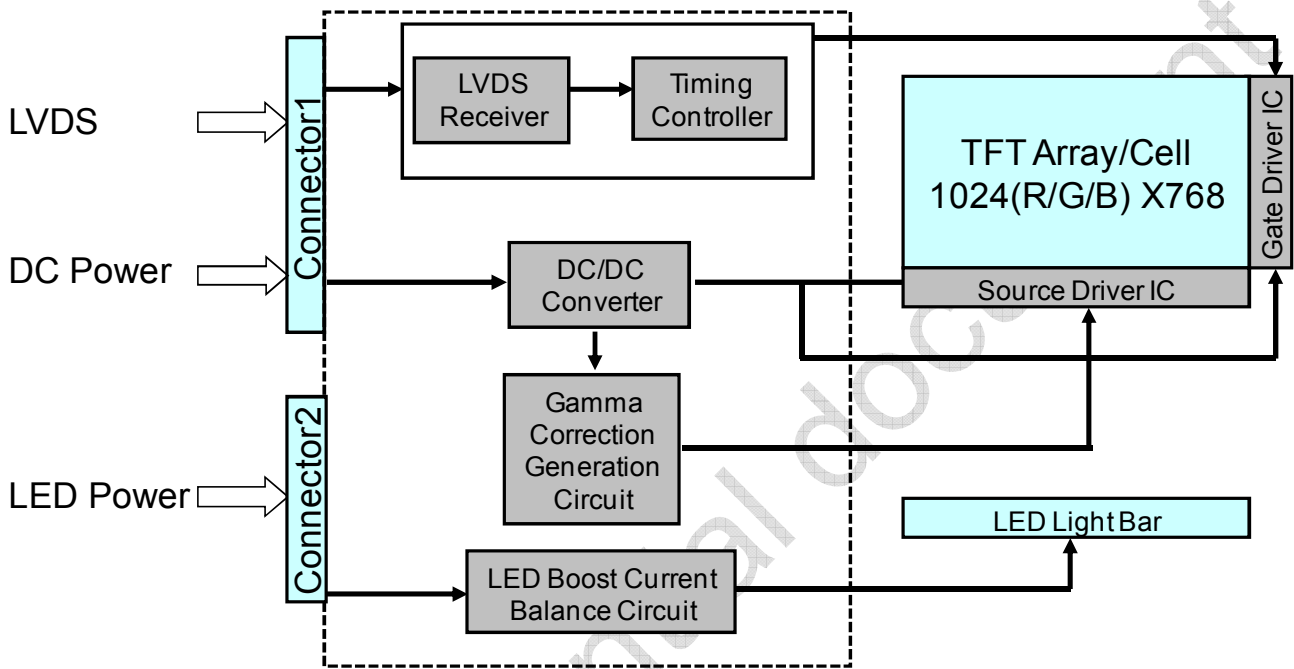 LVDS
DC Power
LED Power
Connector1
Connector2
LVDS
Receiver
Timing
Controller
DC/DC
Converter
Gamma
Correction
Generation
Circuit
LED Boost Current
Balance Circuit
TFT Array/Cell
1024(R/G/B) X768
Gate Driver IC
Source Driver IC
LED Light Bar